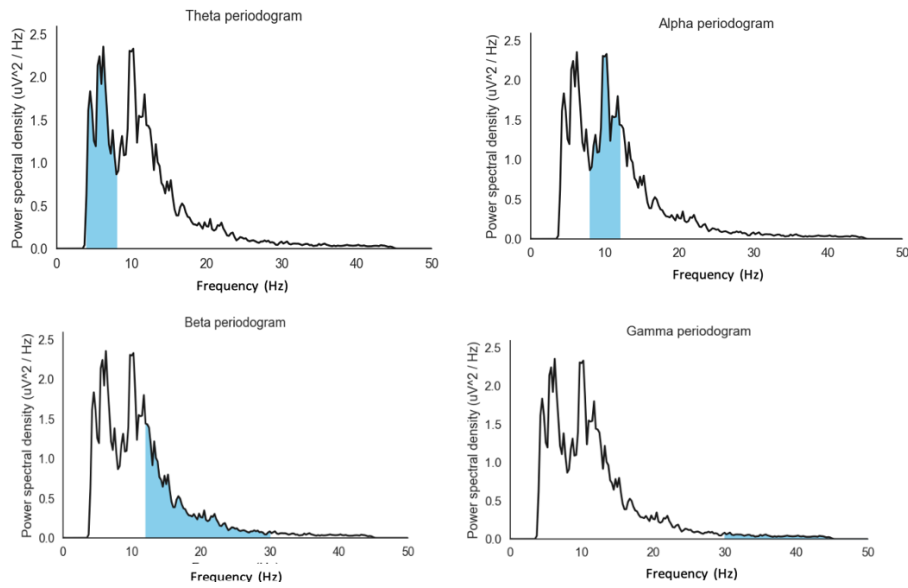 Theta periodogram
Power spectral density (uV^2 / Hz)
2.5
2.0
1.5
1.0
0.5
0.0
0 10 20 30 40 50
Frequency (Hz)
Alpha periodogram
Power spectral density (uV^2 / Hz)
2.5
2.0
1.5
1.0
0.5
0.0
0 10 20 30 40 50
Frequency (Hz)
Beta periodogram
Power spectral density (uV^2 / Hz)
2.5
2.0
1.5
1.0
0.5
0.0
0 10 20 30 40 50
Frequency (Hz)
Gamma periodogram
Power spectral density (uV^2 / Hz)
2.5
2.0
1.5
1.0
0.5
0.0
0 10 20 30 40 50
Frequency (Hz)